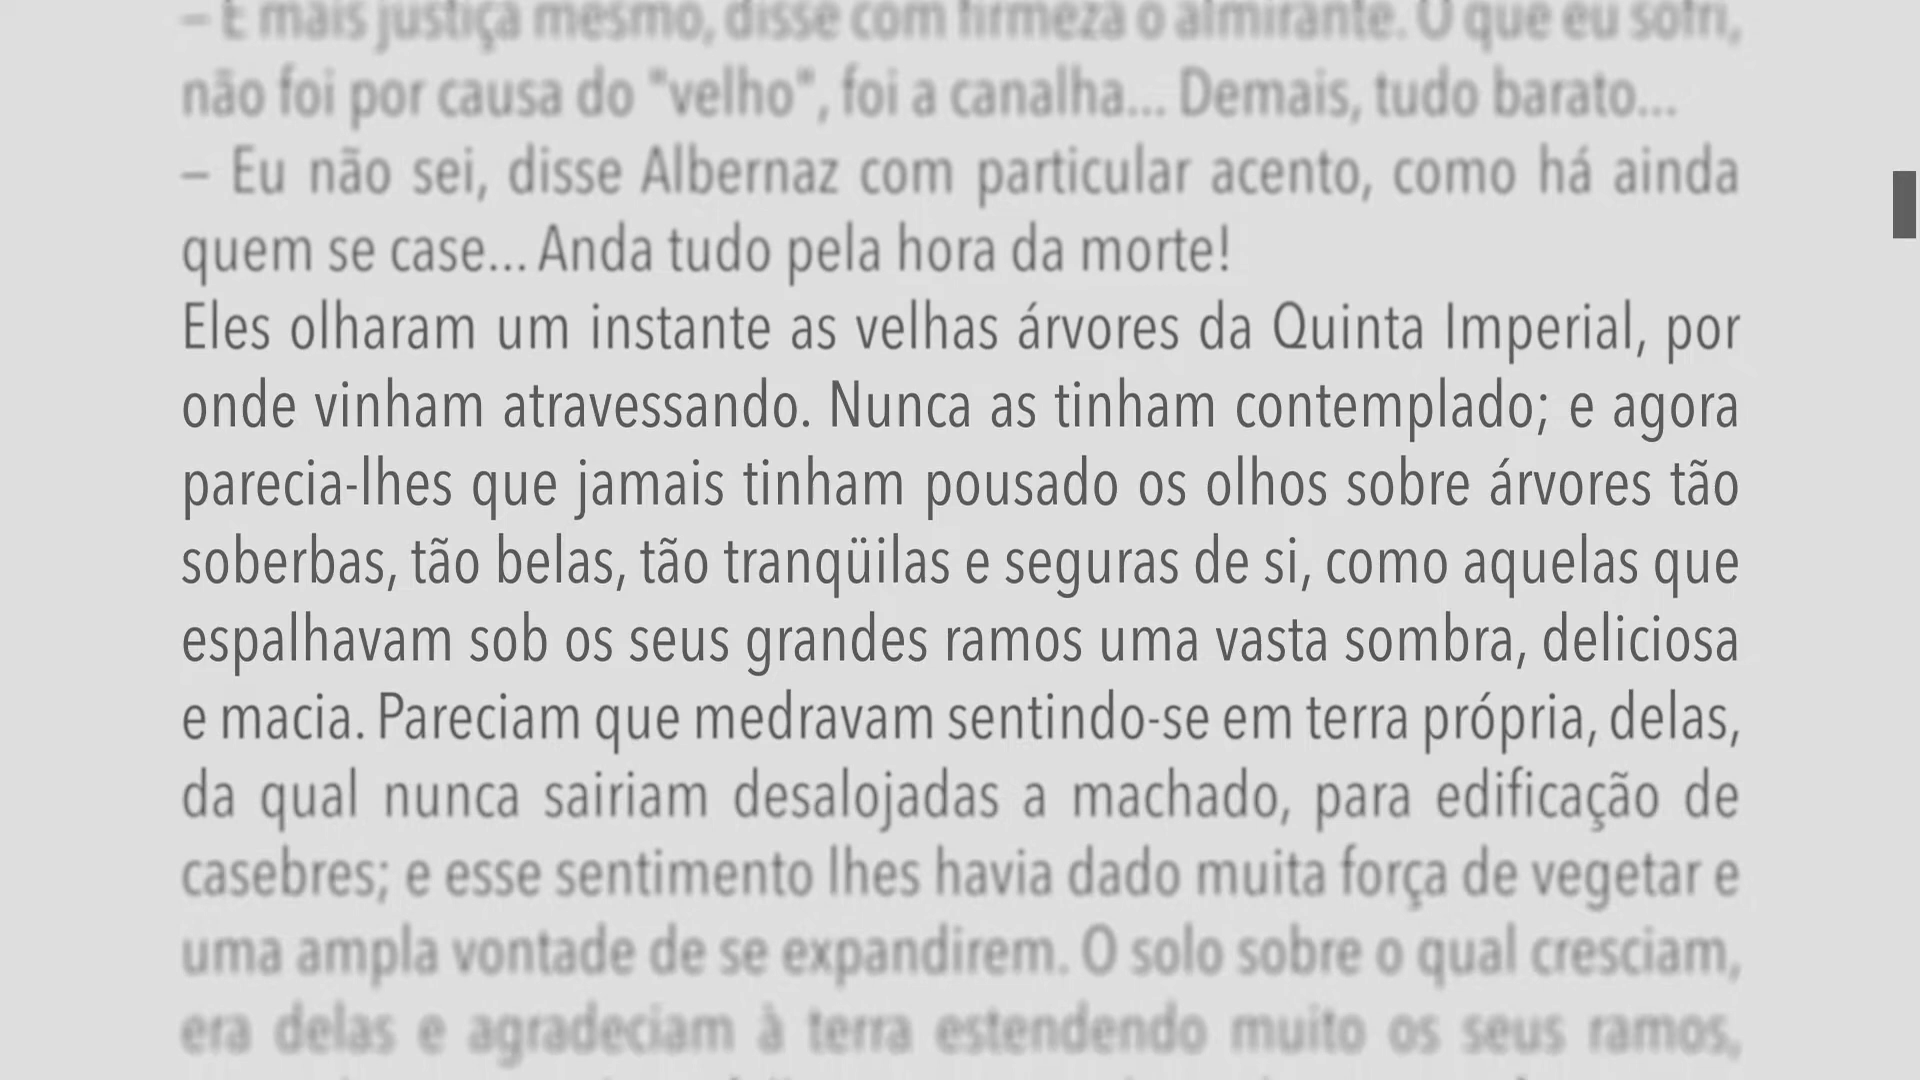 – E mais justiça mesmo, disse com firmeza o almirante. O que eu sofri,
não foi por causa do "velho", foi a canalha... Demais, tudo barato...
– Eu não sei, disse Albernaz com particular acento, como há ainda
quem se case... Anda tudo pela hora da morte!
Eles olharam um instante as velhas árvores da Quinta Imperial, por
onde vinham atravessando. Nunca as tinham contemplado; e agora
parecia-lhes que jamais tinham pousado os olhos sobre árvores tão
soberbas, tão belas, tão tranqüilas e seguras de si, como aquelas que
espalhavam sob os seus grandes ramos uma vasta sombra, deliciosa
e macia. Pareciam que medravam sentindo-se em terra própria, delas,
da qual nunca sairiam desalojadas a machado, para edificação de
casebres; e esse sentimento lhes havia dado muita força de vegetar e
uma ampla vontade de se expandirem. O solo sobre o qual cresciam,
era delas e agradeciam à terra estendendo muito os seus ramos,